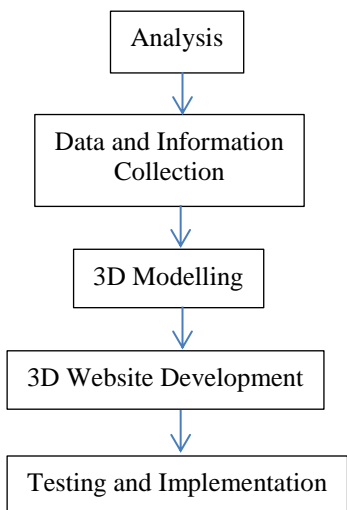 Analysis
Data and Information
Collection
3D Modelling
3D Website Development
Testing and Implementation